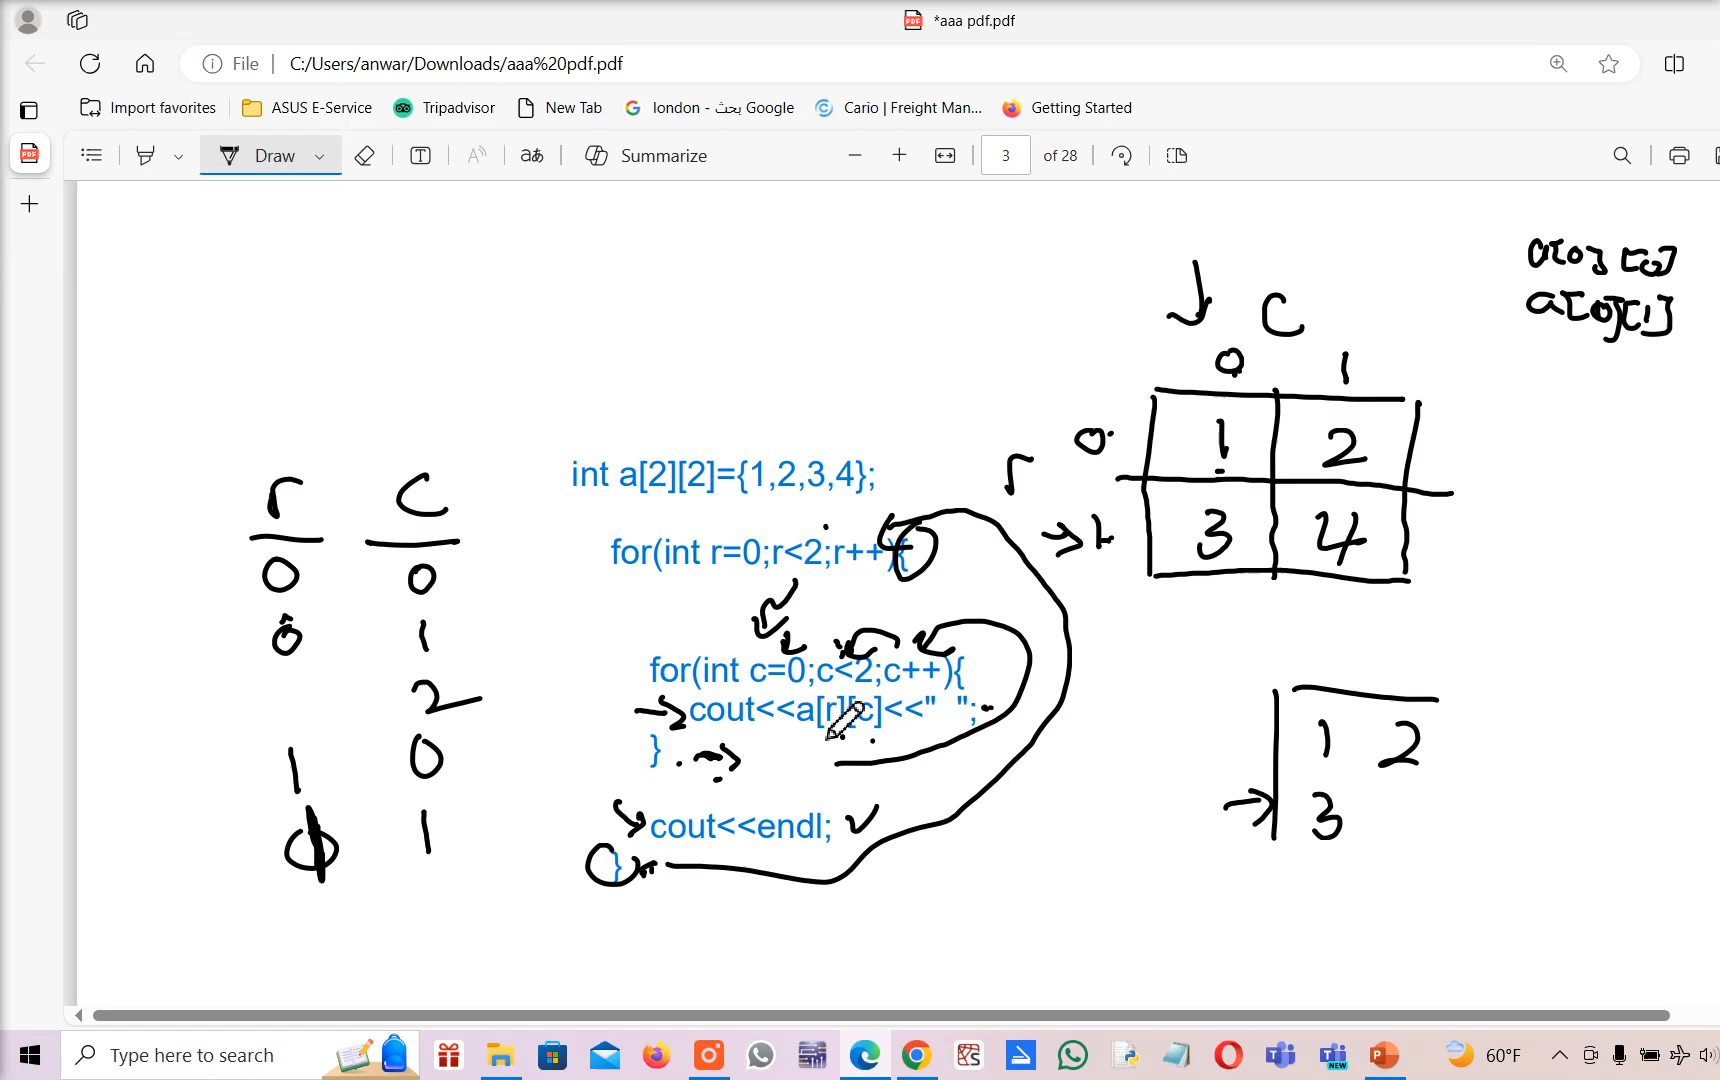 *aaa pdf.pdf
File C:/Users/anwar/Downloads/aaa%20pdf.pdf
Import favorites ASUS E-Service Tripadvisor New Tab london - بحث Google Cario | Freight Man... Getting Started
Draw Summarize 3 of 28
a[0][0]
a[0][1]
C
0 1
0 1 2
r
1 3 4
r C
0 0
0 1
2
1 0
1
int a[2][2]={1,2,3,4};
for(int r=0;r<2;r++){
for(int c=0;c<2;c++){
cout<<a[r][c]<<"  ";
}
cout<<endl;
}
1 2
3
Type here to search 60°F